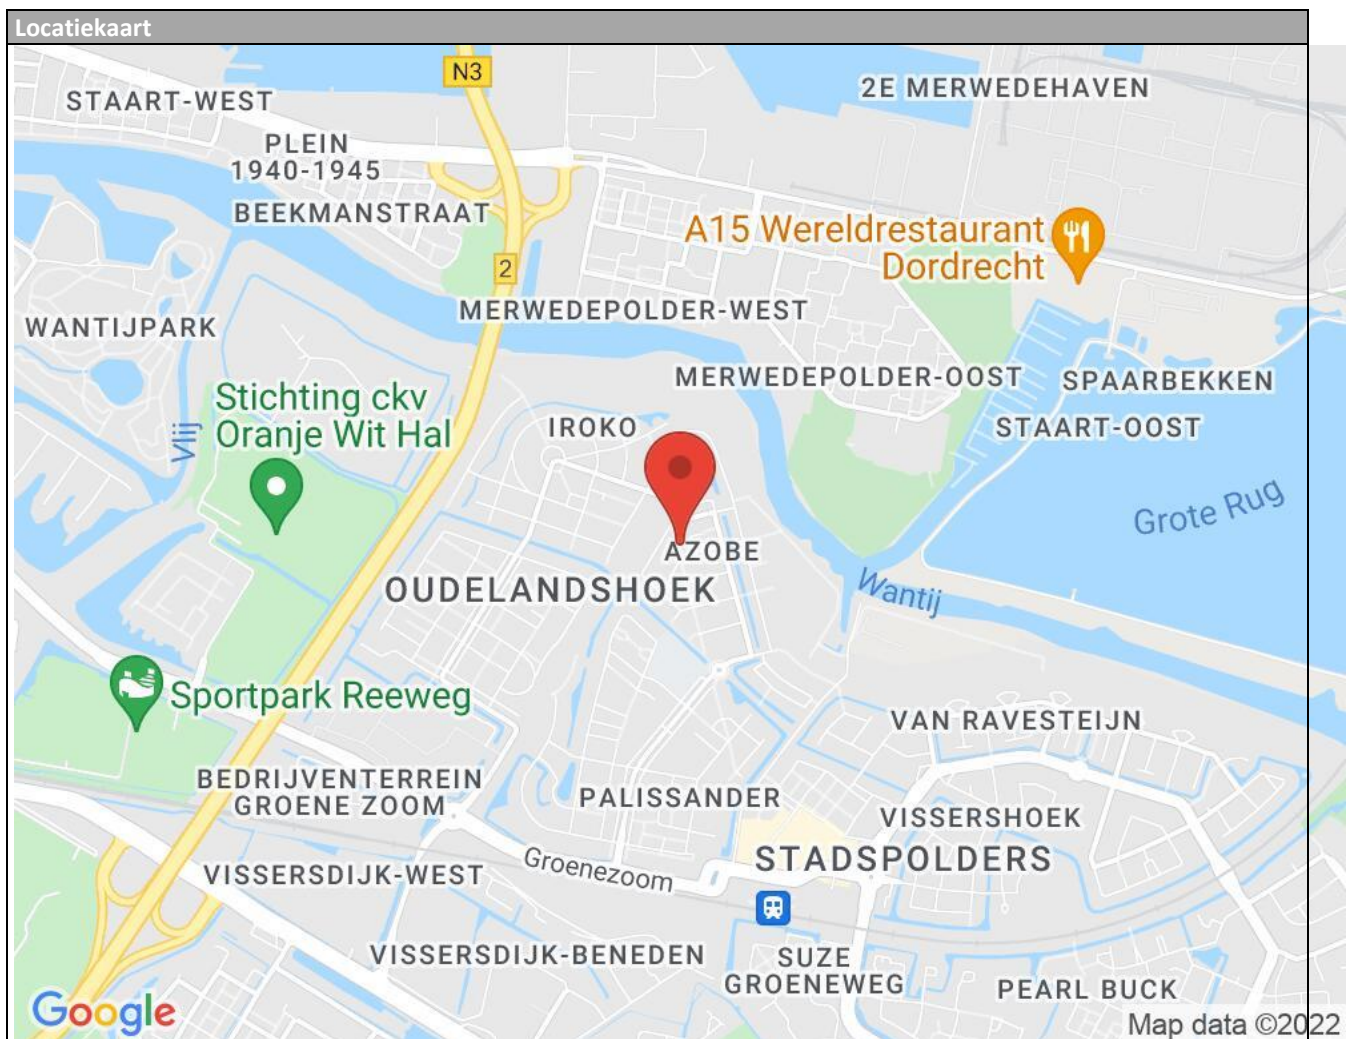 Locatiekaart
N3
2E MERWEDEHAVEN
STAART-WEST
PLEIN
1940-1945
BEEKMANSTRAAT
A15 Wereldrestaurant
Dordrecht
2
MERWEDEPOLDER-WEST
WANTIJPARK
MERWEDEPOLDER-OOST
SPAARBEKKEN
Stichting ckv
Oranje Wit Hal
Vlij
IROKO
STAART-OOST
Grote Rug
AZOBE
OUDELANDSHOEK
Wantij
Sportpark Reeweg
VAN RAVESTEIJN
BEDRIJVENTERREIN
GROENE ZOOM
PALISSANDER
VISSERSHOEK
Groenezoom
STADSPOLDERS
VISSERSDIJK-WEST
VISSERSDIJK-BENEDEN
SUZE
GROENEWEG
PEARL BUCK
Google
Map data ©2022